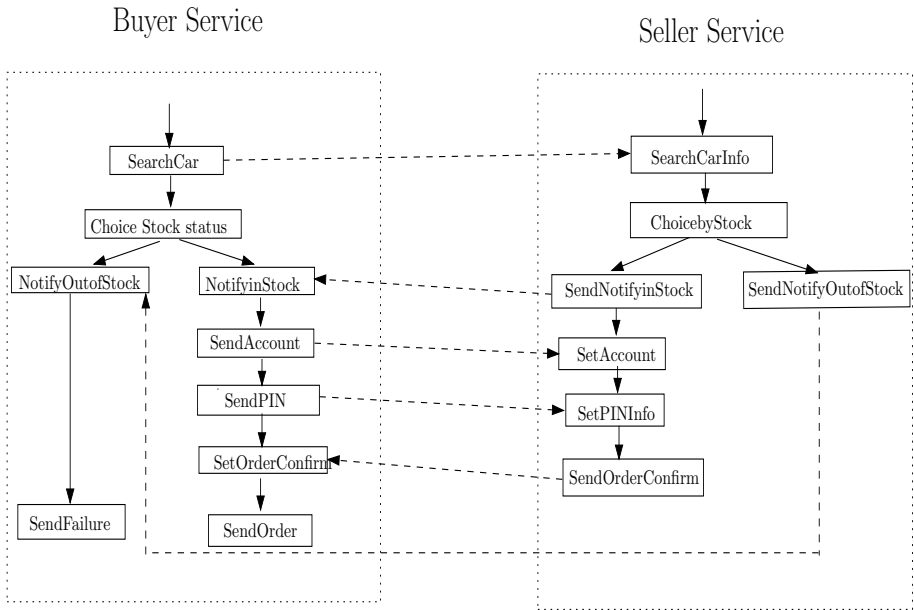 Buyer Service
SearchCar
Choice Stock status
NotifyOutofStock
NotifyinStock
SendAccount
SendPIN
SetOrderConfirm
SendFailure
SendOrder
Seller Service
SearchCarInfo
ChoicebyStock
SendNotifyinStock
SendNotifyOutofStock
SetAccount
SetPINInfo
SendOrderConfirm